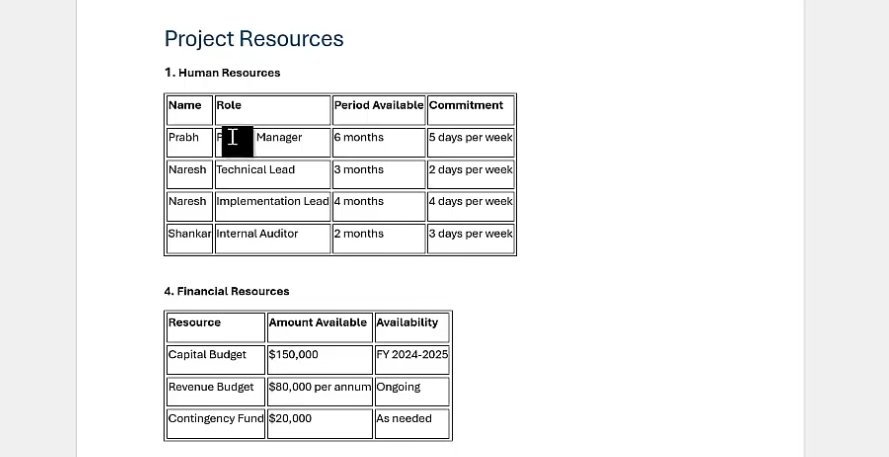 Project Resources
1. Human Resources
Name Role Period Available Commitment
Prabh Manager 6 months 5 days per week
Naresh Technical Lead 3 months 2 days per week
Naresh Implementation Lead 4 months 4 days per week
Shankar Internal Auditor 2 months 3 days per week
4. Financial Resources
Resource Amount Available Availability
Capital Budget $150,000 FY 2024-2025
Revenue Budget $80,000 per annum Ongoing
Contingency Fund $20,000 As needed